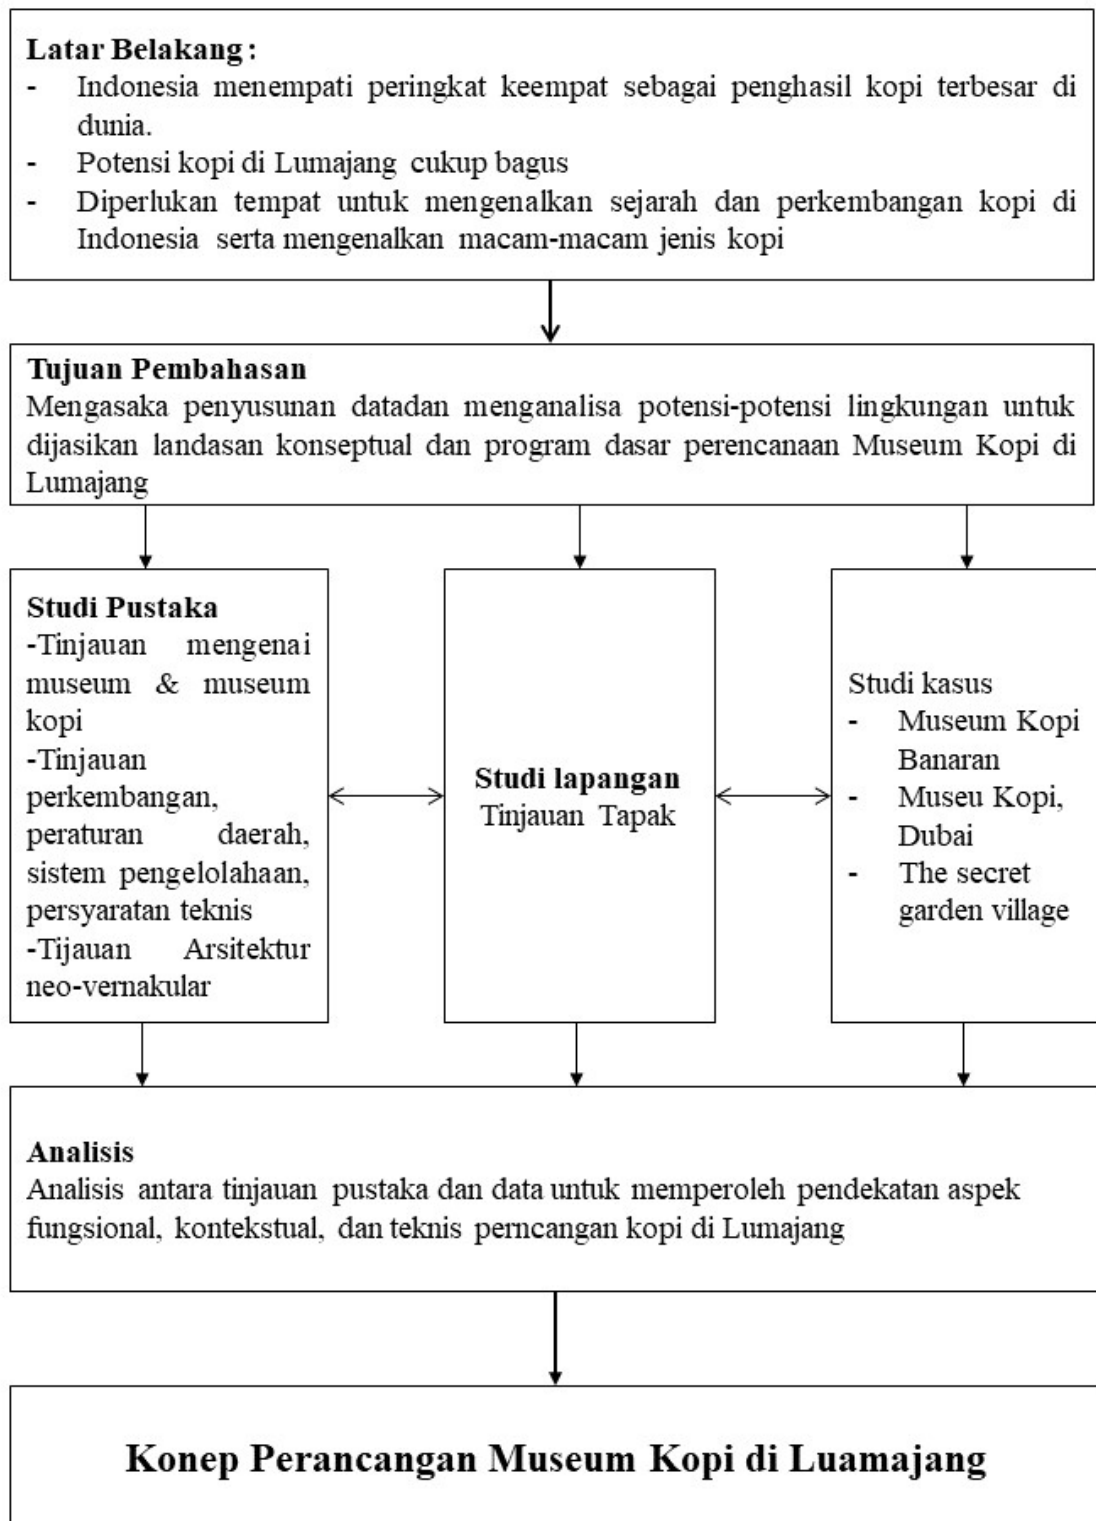 Latar Belakang :
- Indonesia menempati peringkat keempat sebagai penghasil kopi terbesar di
dunia.
- Potensi kopi di Lumajang cukup bagus
- Diperlukan tempat untuk mengenalkan sejarah dan perkembangan kopi di
Indonesia serta mengenalkan macam-macam jenis kopi
Tujuan Pembahasan
Mengasaka penyusunan datadan menganalisa potensi-potensi lingkungan untuk
dijasikan landasan konseptual dan program dasar perencanaan Museum Kopi di
Lumajang
Studi Pustaka
-Tinjauan mengenai
museum & museum
kopi
-Tinjauan
perkembangan,
peraturan daerah,
sistem pengelolahaan,
persyaratan teknis
-Tijauan Arsitektur
neo-vernakular
Studi lapangan
Tinjauan Tapak
Studi kasus
- Museum Kopi
Banaran
- Museu Kopi,
Dubai
- The secret
garden village
Analisis
Analisis antara tinjauan pustaka dan data untuk memperoleh pendekatan aspek
fungsional, kontekstual, dan teknis perncangan kopi di Lumajang
Konep Perancangan Museum Kopi di Luamajang